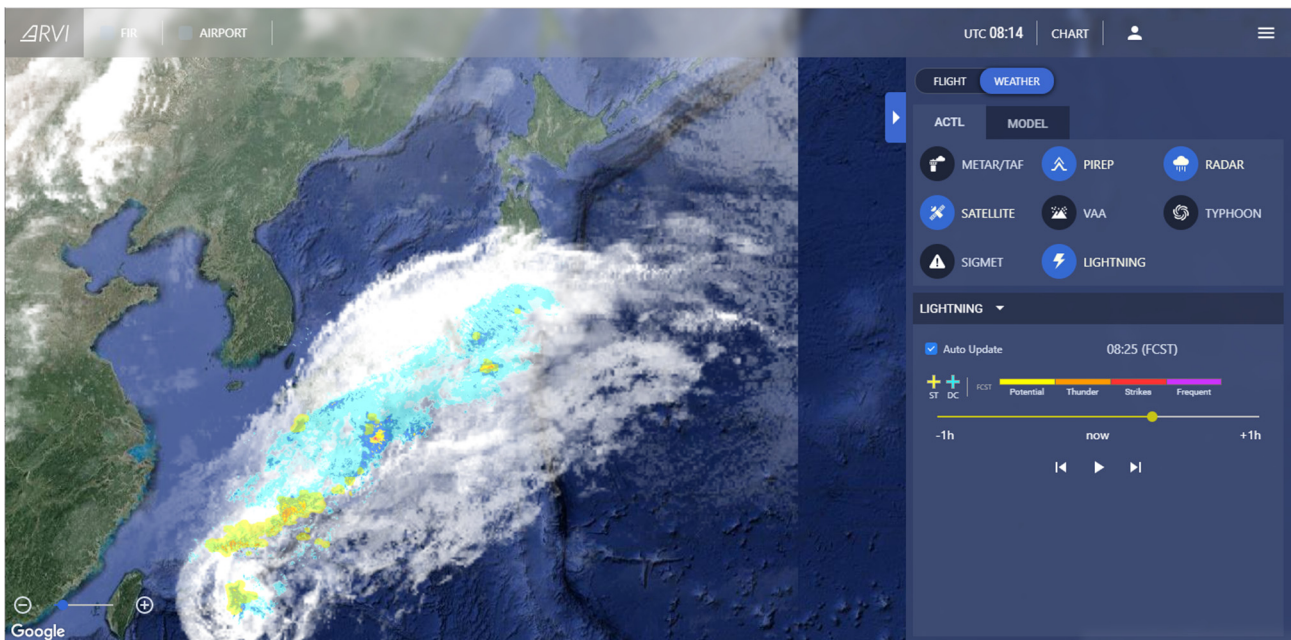 ARVI FIR AIRPORT UTC 08:14 CHART
FLIGHT WEATHER
ACTL MODEL
METAR/TAF PIREP RADAR
SATELLITE VAA TYPHOON
SIGMET LIGHTNING
LIGHTNING
Auto Update 08:25 (FCST)
ST DC FCST Potential Thunder Strikes Frequent
-1h now +1h
Google